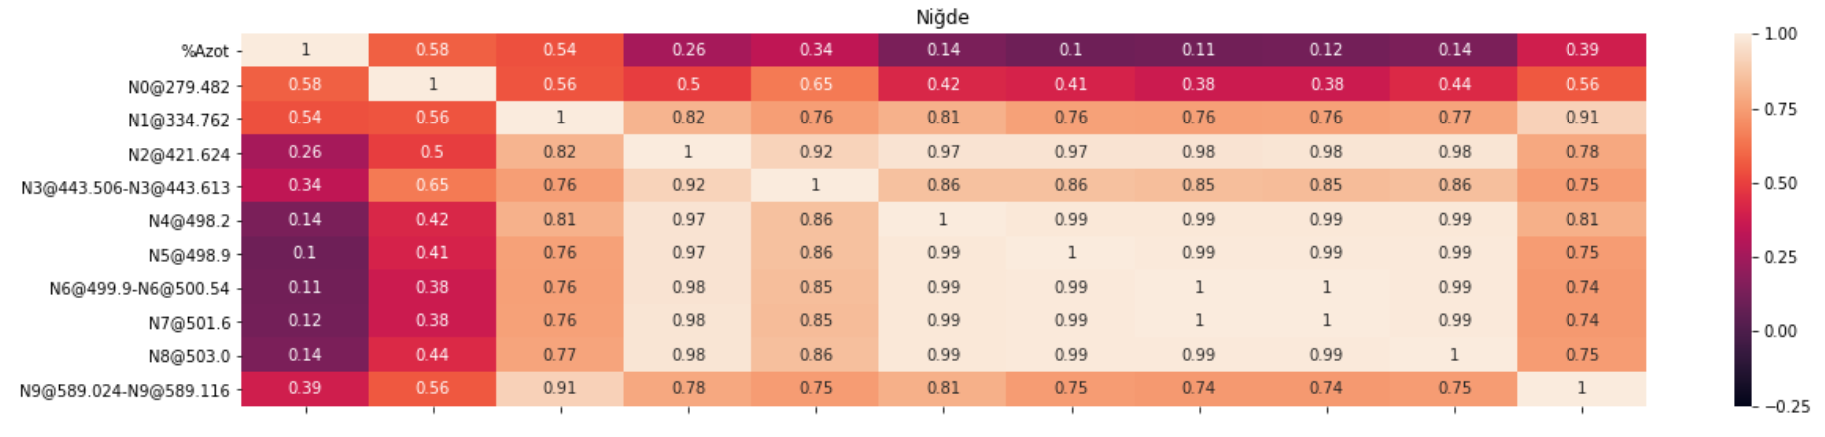 Niğde
%Azot 1 0.58 0.54 0.26 0.34 0.14 0.1 0.11 0.12 0.14 0.39
N0@279.482 0.58 1 0.56 0.5 0.65 0.42 0.41 0.38 0.38 0.44 0.56
N1@334.762 0.54 0.56 1 0.82 0.76 0.81 0.76 0.76 0.76 0.77 0.91
N2@421.624 0.26 0.5 0.82 1 0.92 0.97 0.97 0.98 0.98 0.98 0.78
N3@443.506-N3@443.613 0.34 0.65 0.76 0.92 1 0.86 0.86 0.85 0.85 0.86 0.75
N4@498.2 0.14 0.42 0.81 0.97 0.86 1 0.99 0.99 0.99 0.99 0.81
N5@498.9 0.1 0.41 0.76 0.97 0.86 0.99 1 0.99 0.99 0.99 0.75
N6@499.9-N6@500.54 0.11 0.38 0.76 0.98 0.85 0.99 0.99 1 1 0.99 0.74
N7@501.6 0.12 0.38 0.76 0.98 0.85 0.99 0.99 1 1 0.99 0.74
N8@503.0 0.14 0.44 0.77 0.98 0.86 0.99 0.99 0.99 0.99 1 0.75
N9@589.024-N9@589.116 0.39 0.56 0.91 0.78 0.75 0.81 0.75 0.74 0.74 0.75 1
1.00
0.75
0.50
0.25
0.00
−0.25